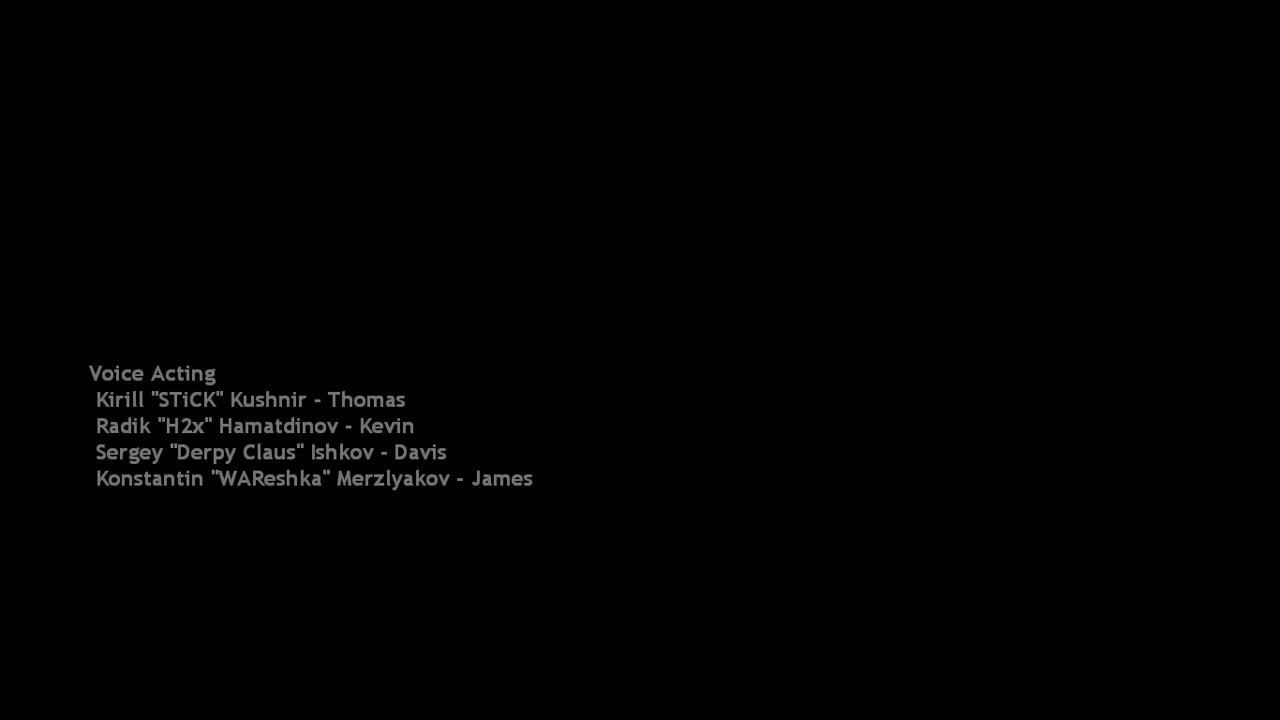 Voice Acting
Kirill "STiCK" Kushnir - Thomas
Radik "H2x" Hamatdinov - Kevin
Sergey "Derpy Claus" Ishkov - Davis
Konstantin "WAReshka" Merzlyakov - James